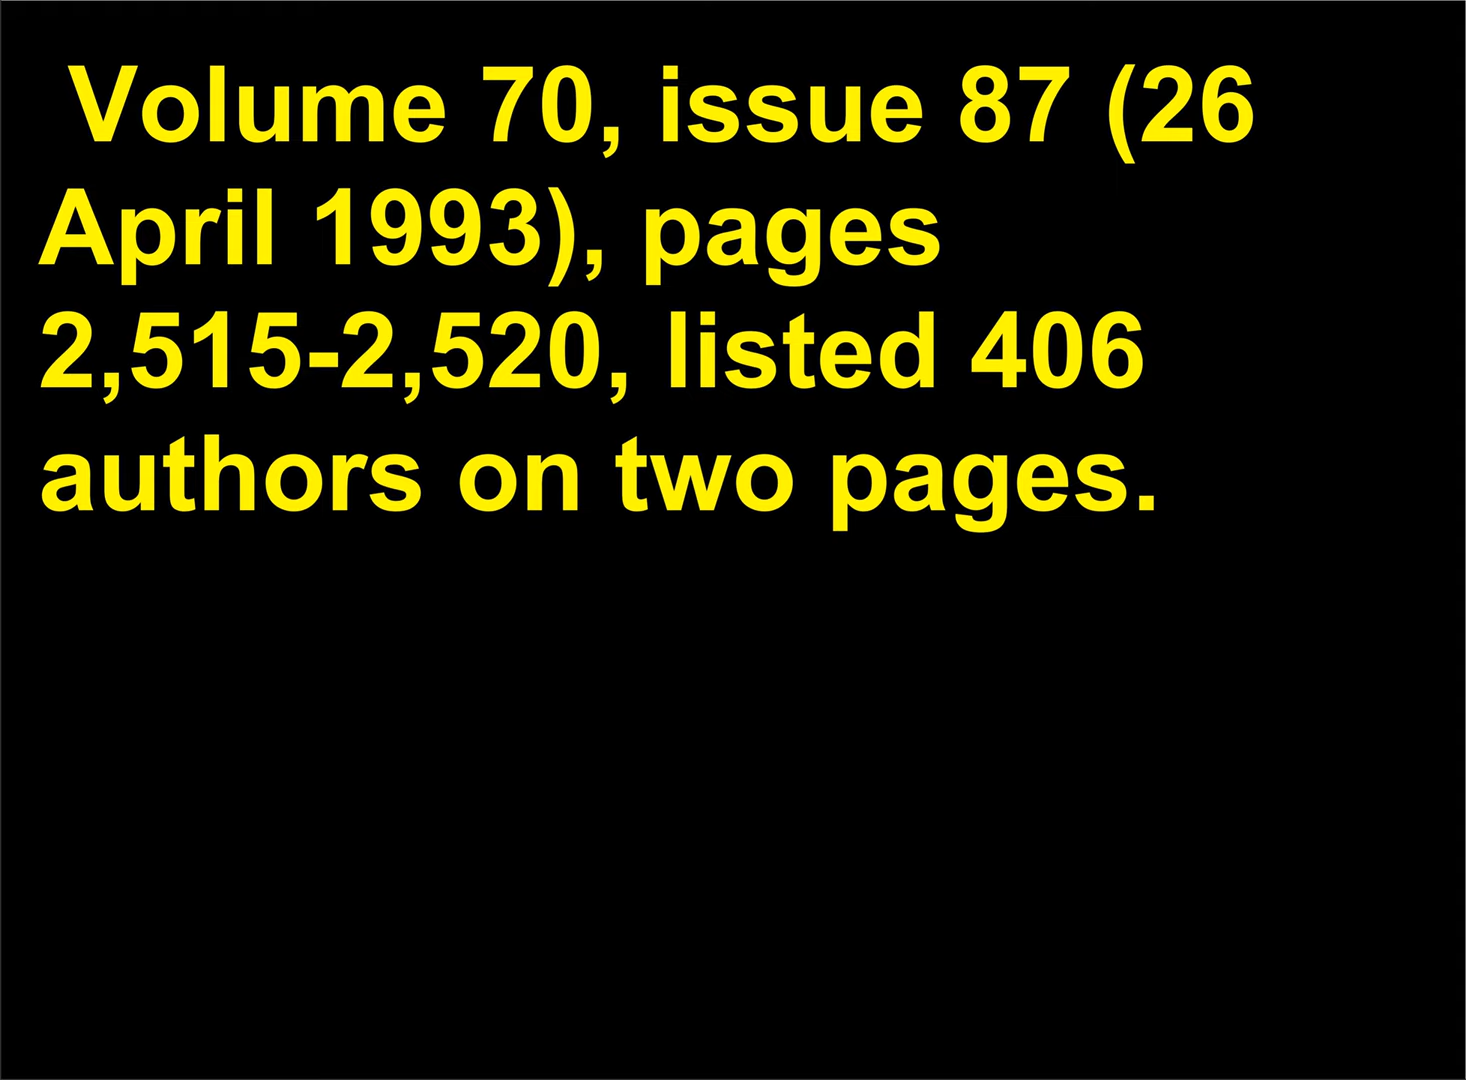 Volume 70, issue 87 (26
April 1993), pages
2,515-2,520, listed 406
authors on two pages.